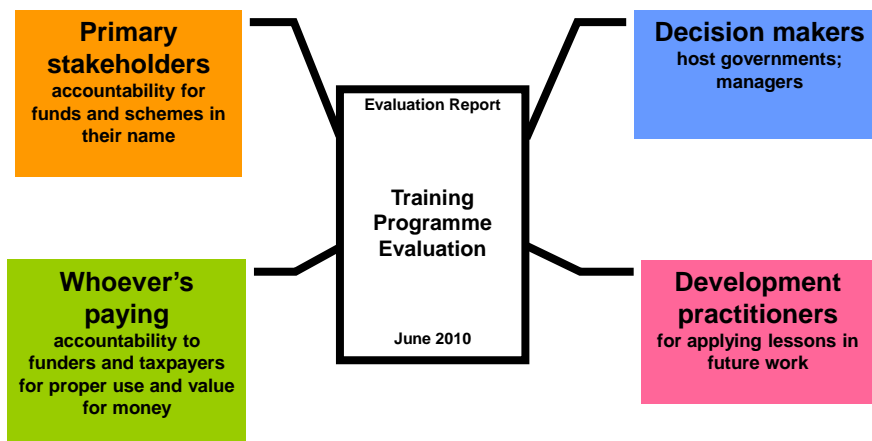 Primary
stakeholders
accountability for
funds and schemes in
their name
Decision makers
host governments;
managers
Evaluation Report
Training
Programme
Evaluation
June 2010
Whoever's
paying
accountability to
funders and taxpayers
for proper use and value
for money
Development
practitioners
for applying lessons in
future work